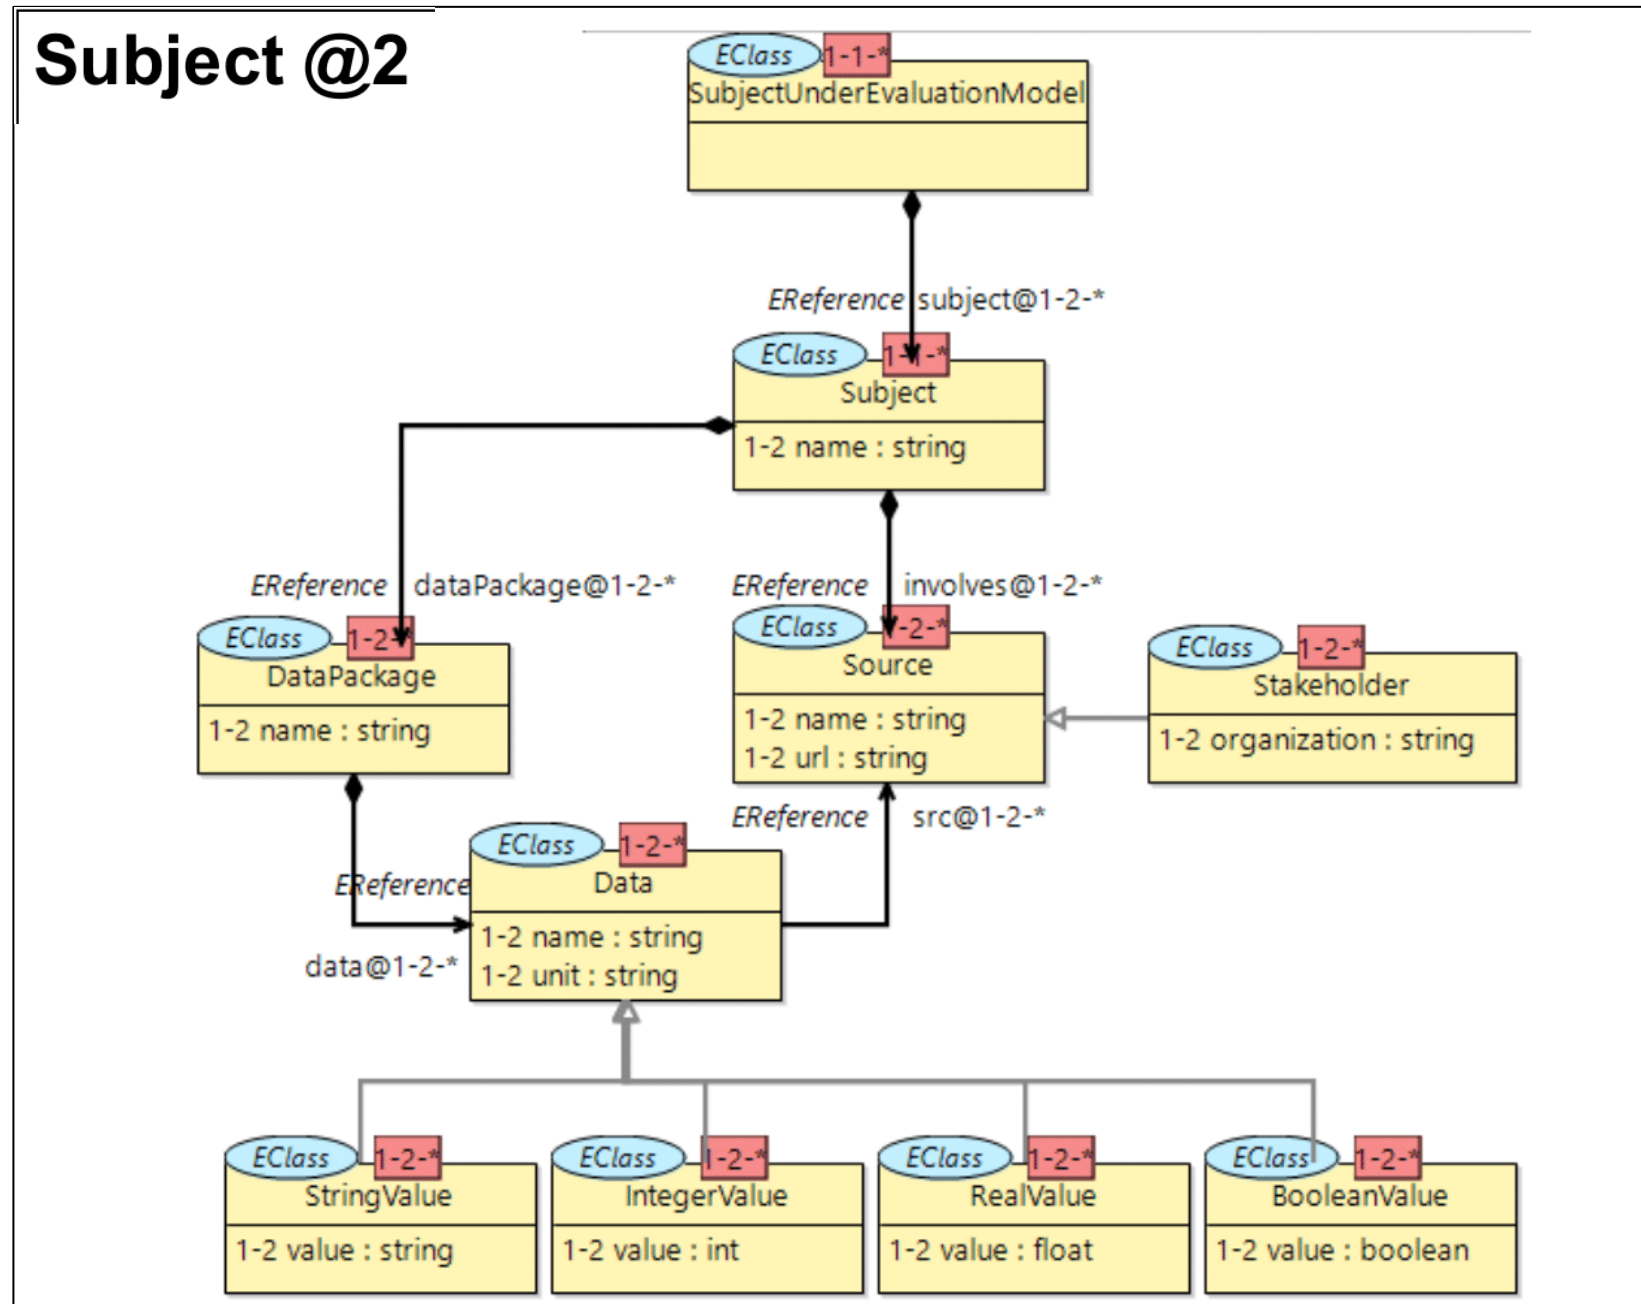 Subject @2
EClass 1-1-*
SubjectUnderEvaluationModel
EReference subject@1-2-*
EClass 1-1-*
Subject
1-2 name : string
EReference dataPackage@1-2-*
EReference involves@1-2-*
EClass 1-2-*
DataPackage
1-2 name : string
EClass 1-2-*
Source
1-2 name : string
1-2 url : string
EClass 1-2-*
Stakeholder
1-2 organization : string
EReference src@1-2-*
EReference
data@1-2-*
EClass 1-2-*
Data
1-2 name : string
1-2 unit : string
EClass 1-2-*
StringValue
1-2 value : string
EClass 1-2-*
IntegerValue
1-2 value : int
EClass 1-2-*
RealValue
1-2 value : float
EClass 1-2-*
BooleanValue
1-2 value : boolean